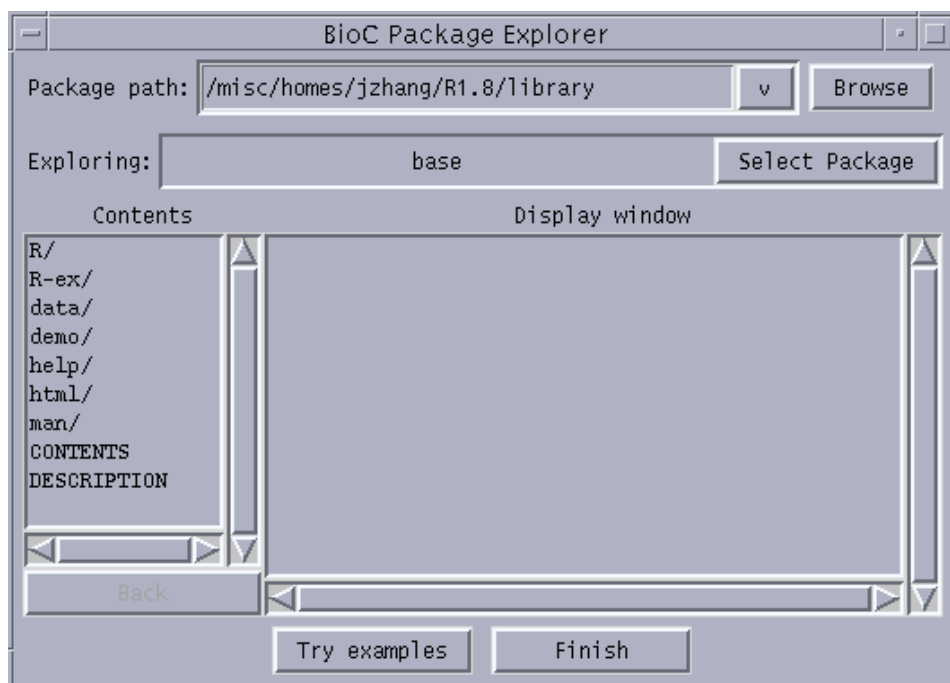 BioC Package Explorer
Package path: /misc/homes/jzhang/R1.8/library v Browse
Exploring: base Select Package
Contents Display window
R/
R-ex/
data/
demo/
help/
html/
man/
CONTENTS
DESCRIPTION
Back
Try examples Finish